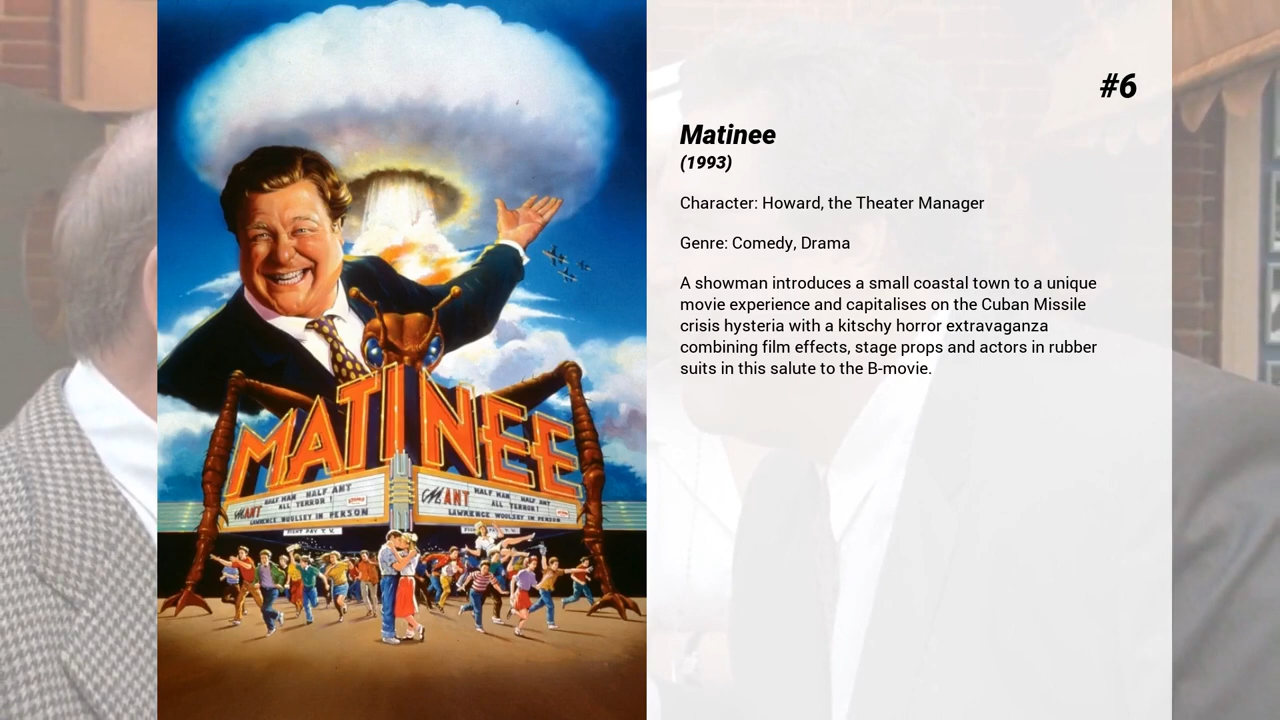 #6
Matinee
(1993)
Character: Howard, the Theater Manager
Genre: Comedy, Drama
A showman introduces a small coastal town to a unique
movie experience and capitalises on the Cuban Missile
crisis hysteria with a kitschy horror extravaganza
combining film effects, stage props and actors in rubber
suits in this salute to the B-movie.
MATINEE
HALF MAN HALF ANT
ALL TERROR!
MANT
LAWRENCE WOOLSEY IN PERSON
MANT
HALF MAN HALF ANT
ALL TERROR!
LAWRENCE WOOLSEY IN PERSON